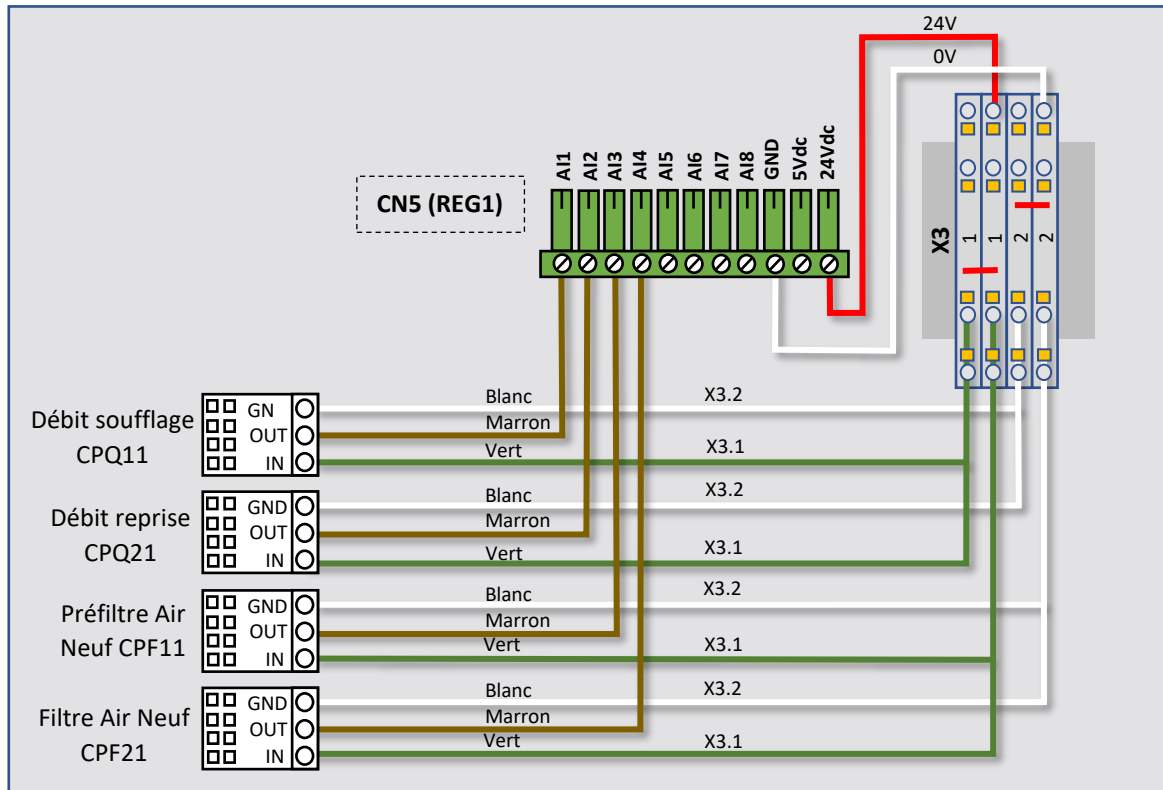 24V
0V
AI1
AI2
AI3
AI4
AI5
AI6
AI7
AI8
GND
5Vdc
24Vdc
CN5 (REG1)
X3
1
1
2
2
Débit soufflage
CPQ11
GN
OUT
IN
Blanc
X3.2
Marron
Vert
X3.1
Débit reprise
CPQ21
GND
OUT
IN
Blanc
X3.2
Marron
Vert
X3.1
Préfiltre Air
Neuf CPF11
GND
OUT
IN
Blanc
X3.2
Marron
Vert
X3.1
Filtre Air Neuf
CPF21
GND
OUT
IN
Blanc
X3.2
Marron
Vert
X3.1